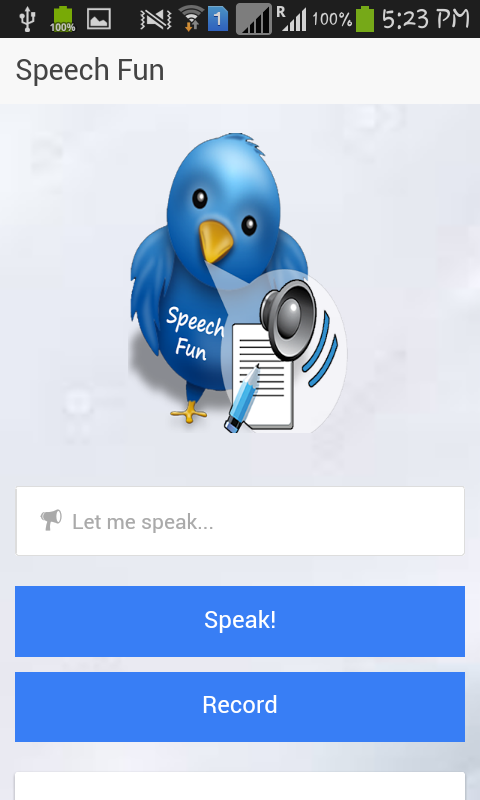 100%
1
R
100%
5:23 PM
Speech Fun
Speech
Fun
Let me speak...
Speak!
Record